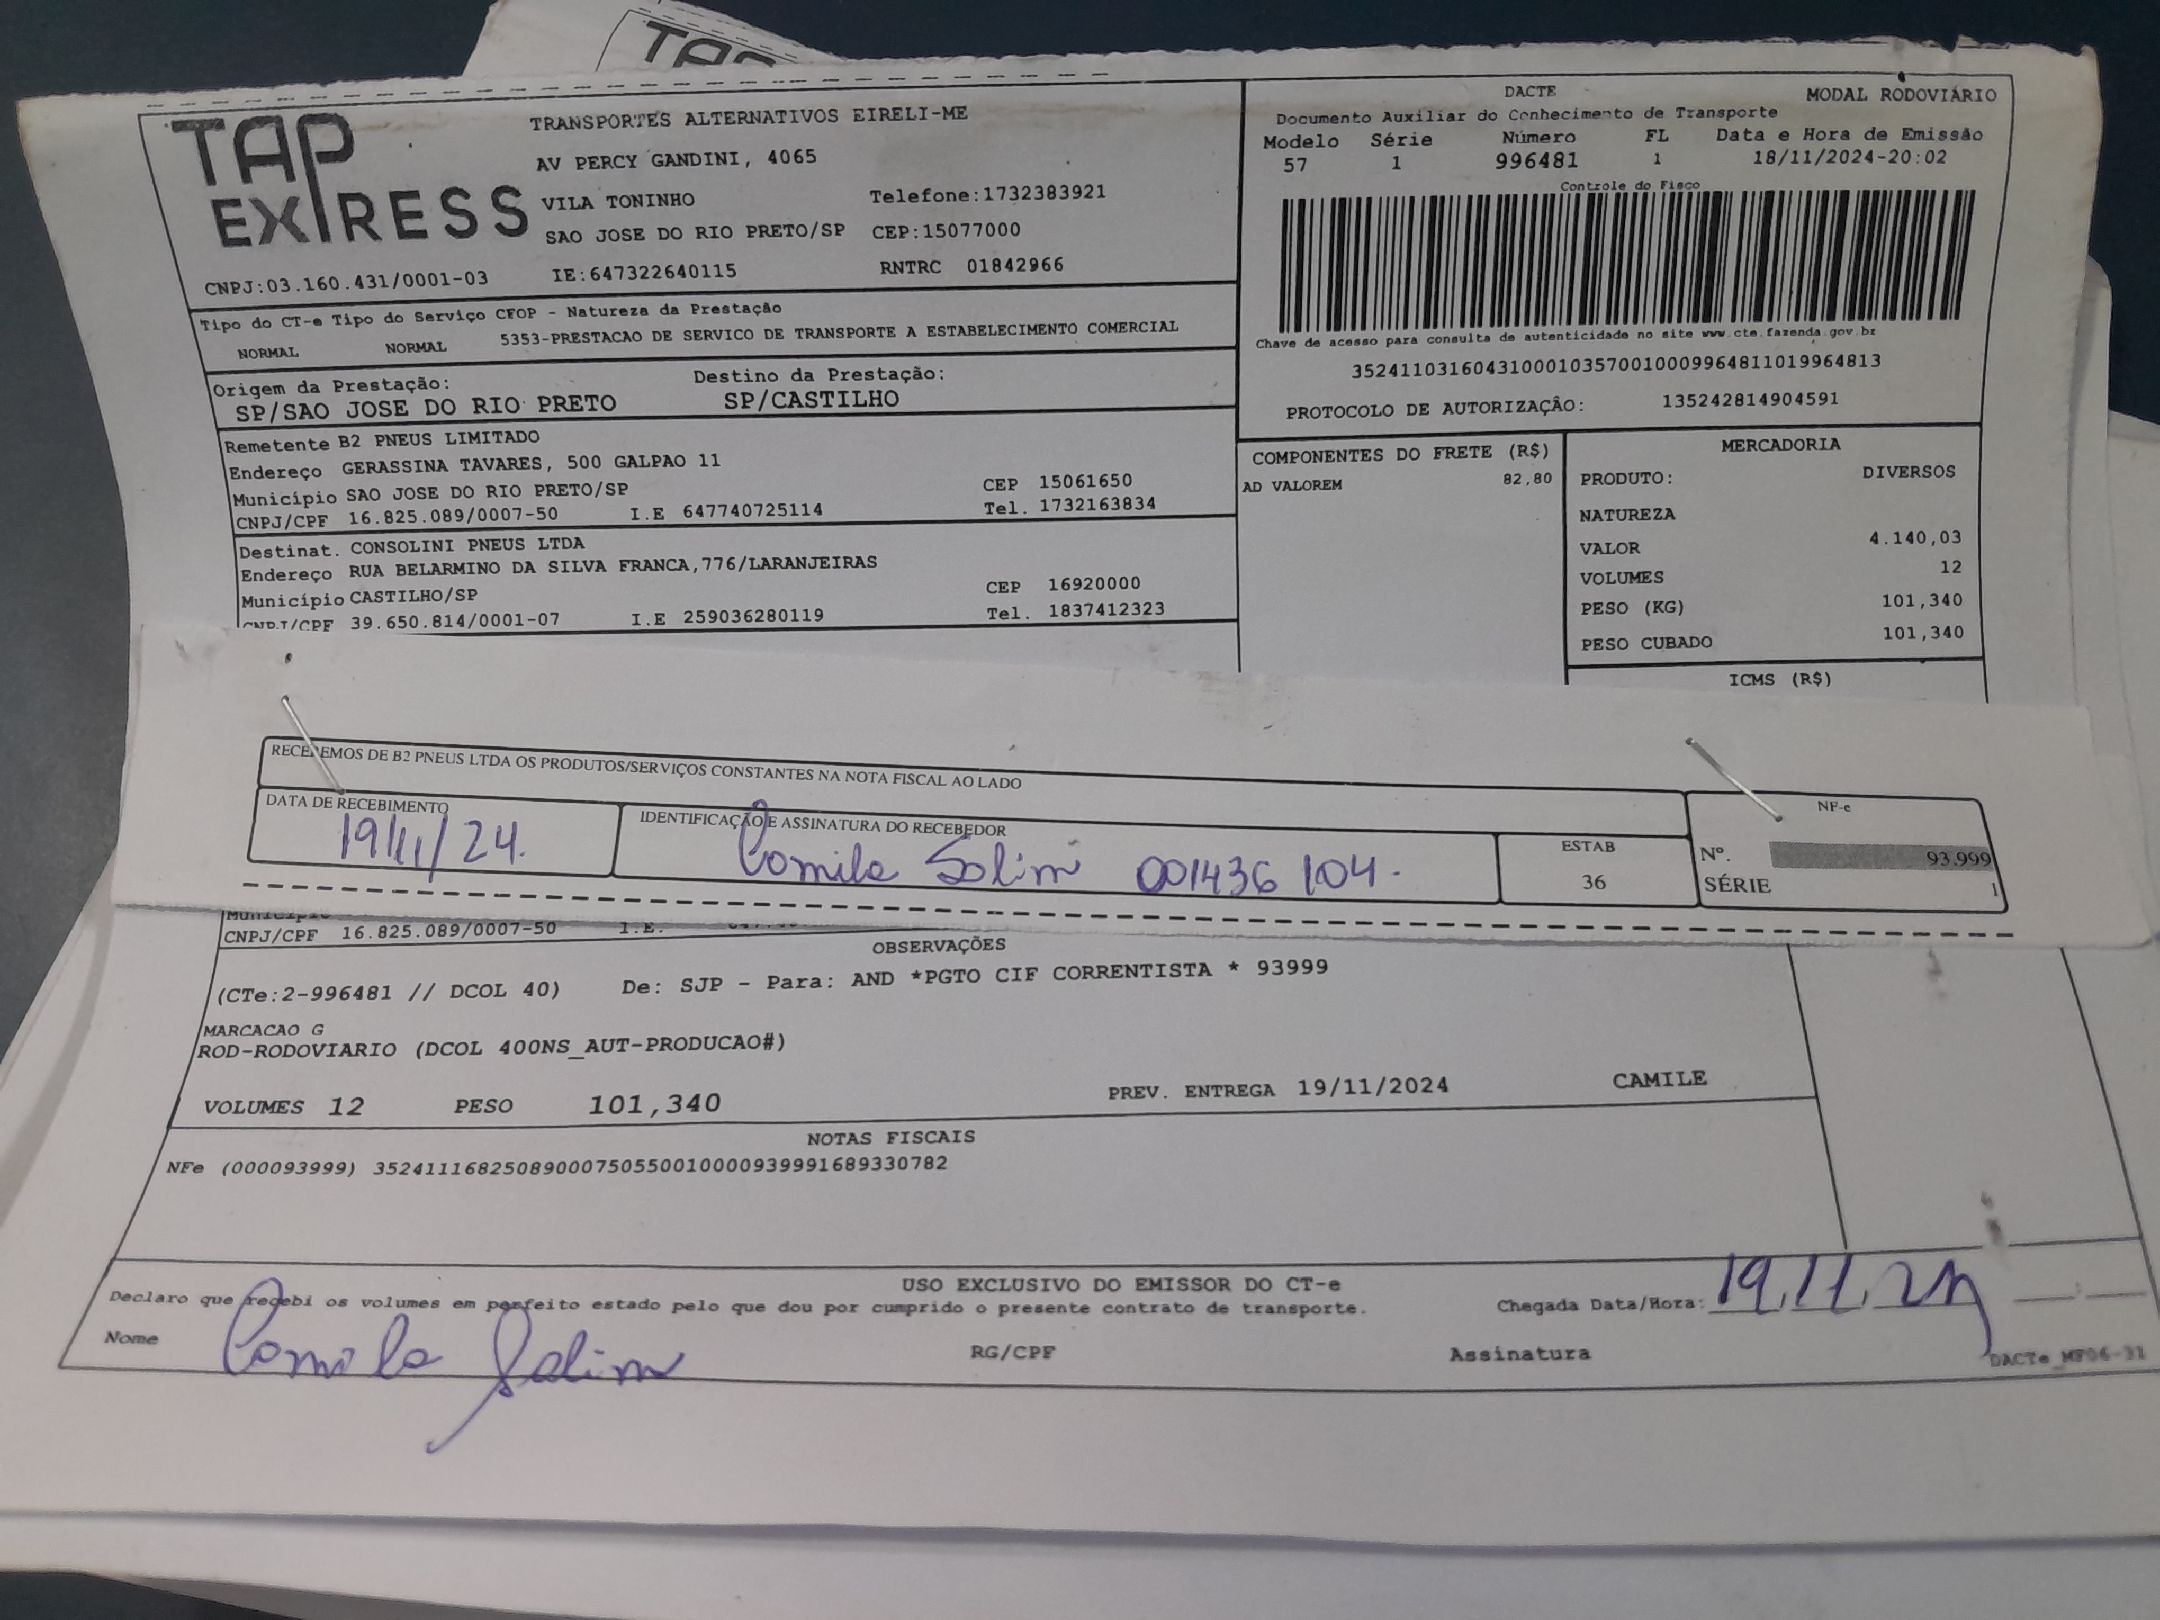 TAP
TAP EXPRESS
TRANSPORTES ALTERNATIVOS EIRELI-ME
AV PERCY GANDINI, 4065
VILA TONINHO Telefone:1732383921
SAO JOSE DO RIO PRETO/SP CEP:15077000
CNPJ:03.160.431/0001-03 IE:647322640115 RNTRC 01842966
DACTE MODAL RODOVIÁRIO
Documento Auxiliar do Conhecimento de Transporte
Modelo Série Número FL Data e Hora de Emissão
57 1 996481 1 18/11/2024-20:02
Controle do Fisco
Chave de acesso para consulta de autenticidade no site www.cte.fazenda.gov.br
35241103160431000103570010009964811019964813
PROTOCOLO DE AUTORIZAÇÃO: 135242814904591
Tipo do CT-e Tipo do Serviço CFOP - Natureza da Prestação
NORMAL NORMAL 5353-PRESTACAO DE SERVICO DE TRANSPORTE A ESTABELECIMENTO COMERCIAL
Origem da Prestação: Destino da Prestação:
SP/SAO JOSE DO RIO PRETO SP/CASTILHO
Remetente B2 PNEUS LIMITADO
Endereço GERASSINA TAVARES, 500 GALPAO 11
Município SAO JOSE DO RIO PRETO/SP CEP 15061650
CNPJ/CPF 16.825.089/0007-50 I.E 647740725114 Tel. 1732163834
Destinat. CONSOLINI PNEUS LTDA
Endereço RUA BELARMINO DA SILVA FRANCA,776/LARANJEIRAS
Município CASTILHO/SP CEP 16920000
CNPJ/CPF 39.650.814/0001-07 I.E 259036280119 Tel. 1837412323
COMPONENTES DO FRETE (R$)
AD VALOREM 82,80
MERCADORIA
PRODUTO: DIVERSOS
NATUREZA
VALOR 4.140,03
VOLUMES 12
PESO (KG) 101,340
PESO CUBADO 101,340
ICMS (R$)
RECEBEMOS DE B2 PNEUS LTDA OS PRODUTOS/SERVIÇOS CONSTANTES NA NOTA FISCAL AO LADO
DATA DE RECEBIMENTO IDENTIFICAÇÃO E ASSINATURA DO RECEBEDOR ESTAB NF-e
19/11/24. Camila Solim 001436 104. 36 Nº. 93.999
SÉRIE 1
Município
CNPJ/CPF 16.825.089/0007-50 I.E.
OBSERVAÇÕES
(CTe:2-996481 // DCOL 40) De: SJP - Para: AND *PGTO CIF CORRENTISTA * 93999
MARCACAO G
ROD-RODOVIARIO (DCOL 400NS_AUT-PRODUCAO#)
VOLUMES 12 PESO 101,340 PREV. ENTREGA 19/11/2024 CAMILE
NOTAS FISCAIS
NFe (000093999) 35241116825089000750550010000939991689330782
USO EXCLUSIVO DO EMISSOR DO CT-e
Declaro que recebi os volumes em perfeito estado pelo que dou por cumprido o presente contrato de transporte. Chegada Data/Hora: 19,11,24
Nome Camila Solim RG/CPF Assinatura